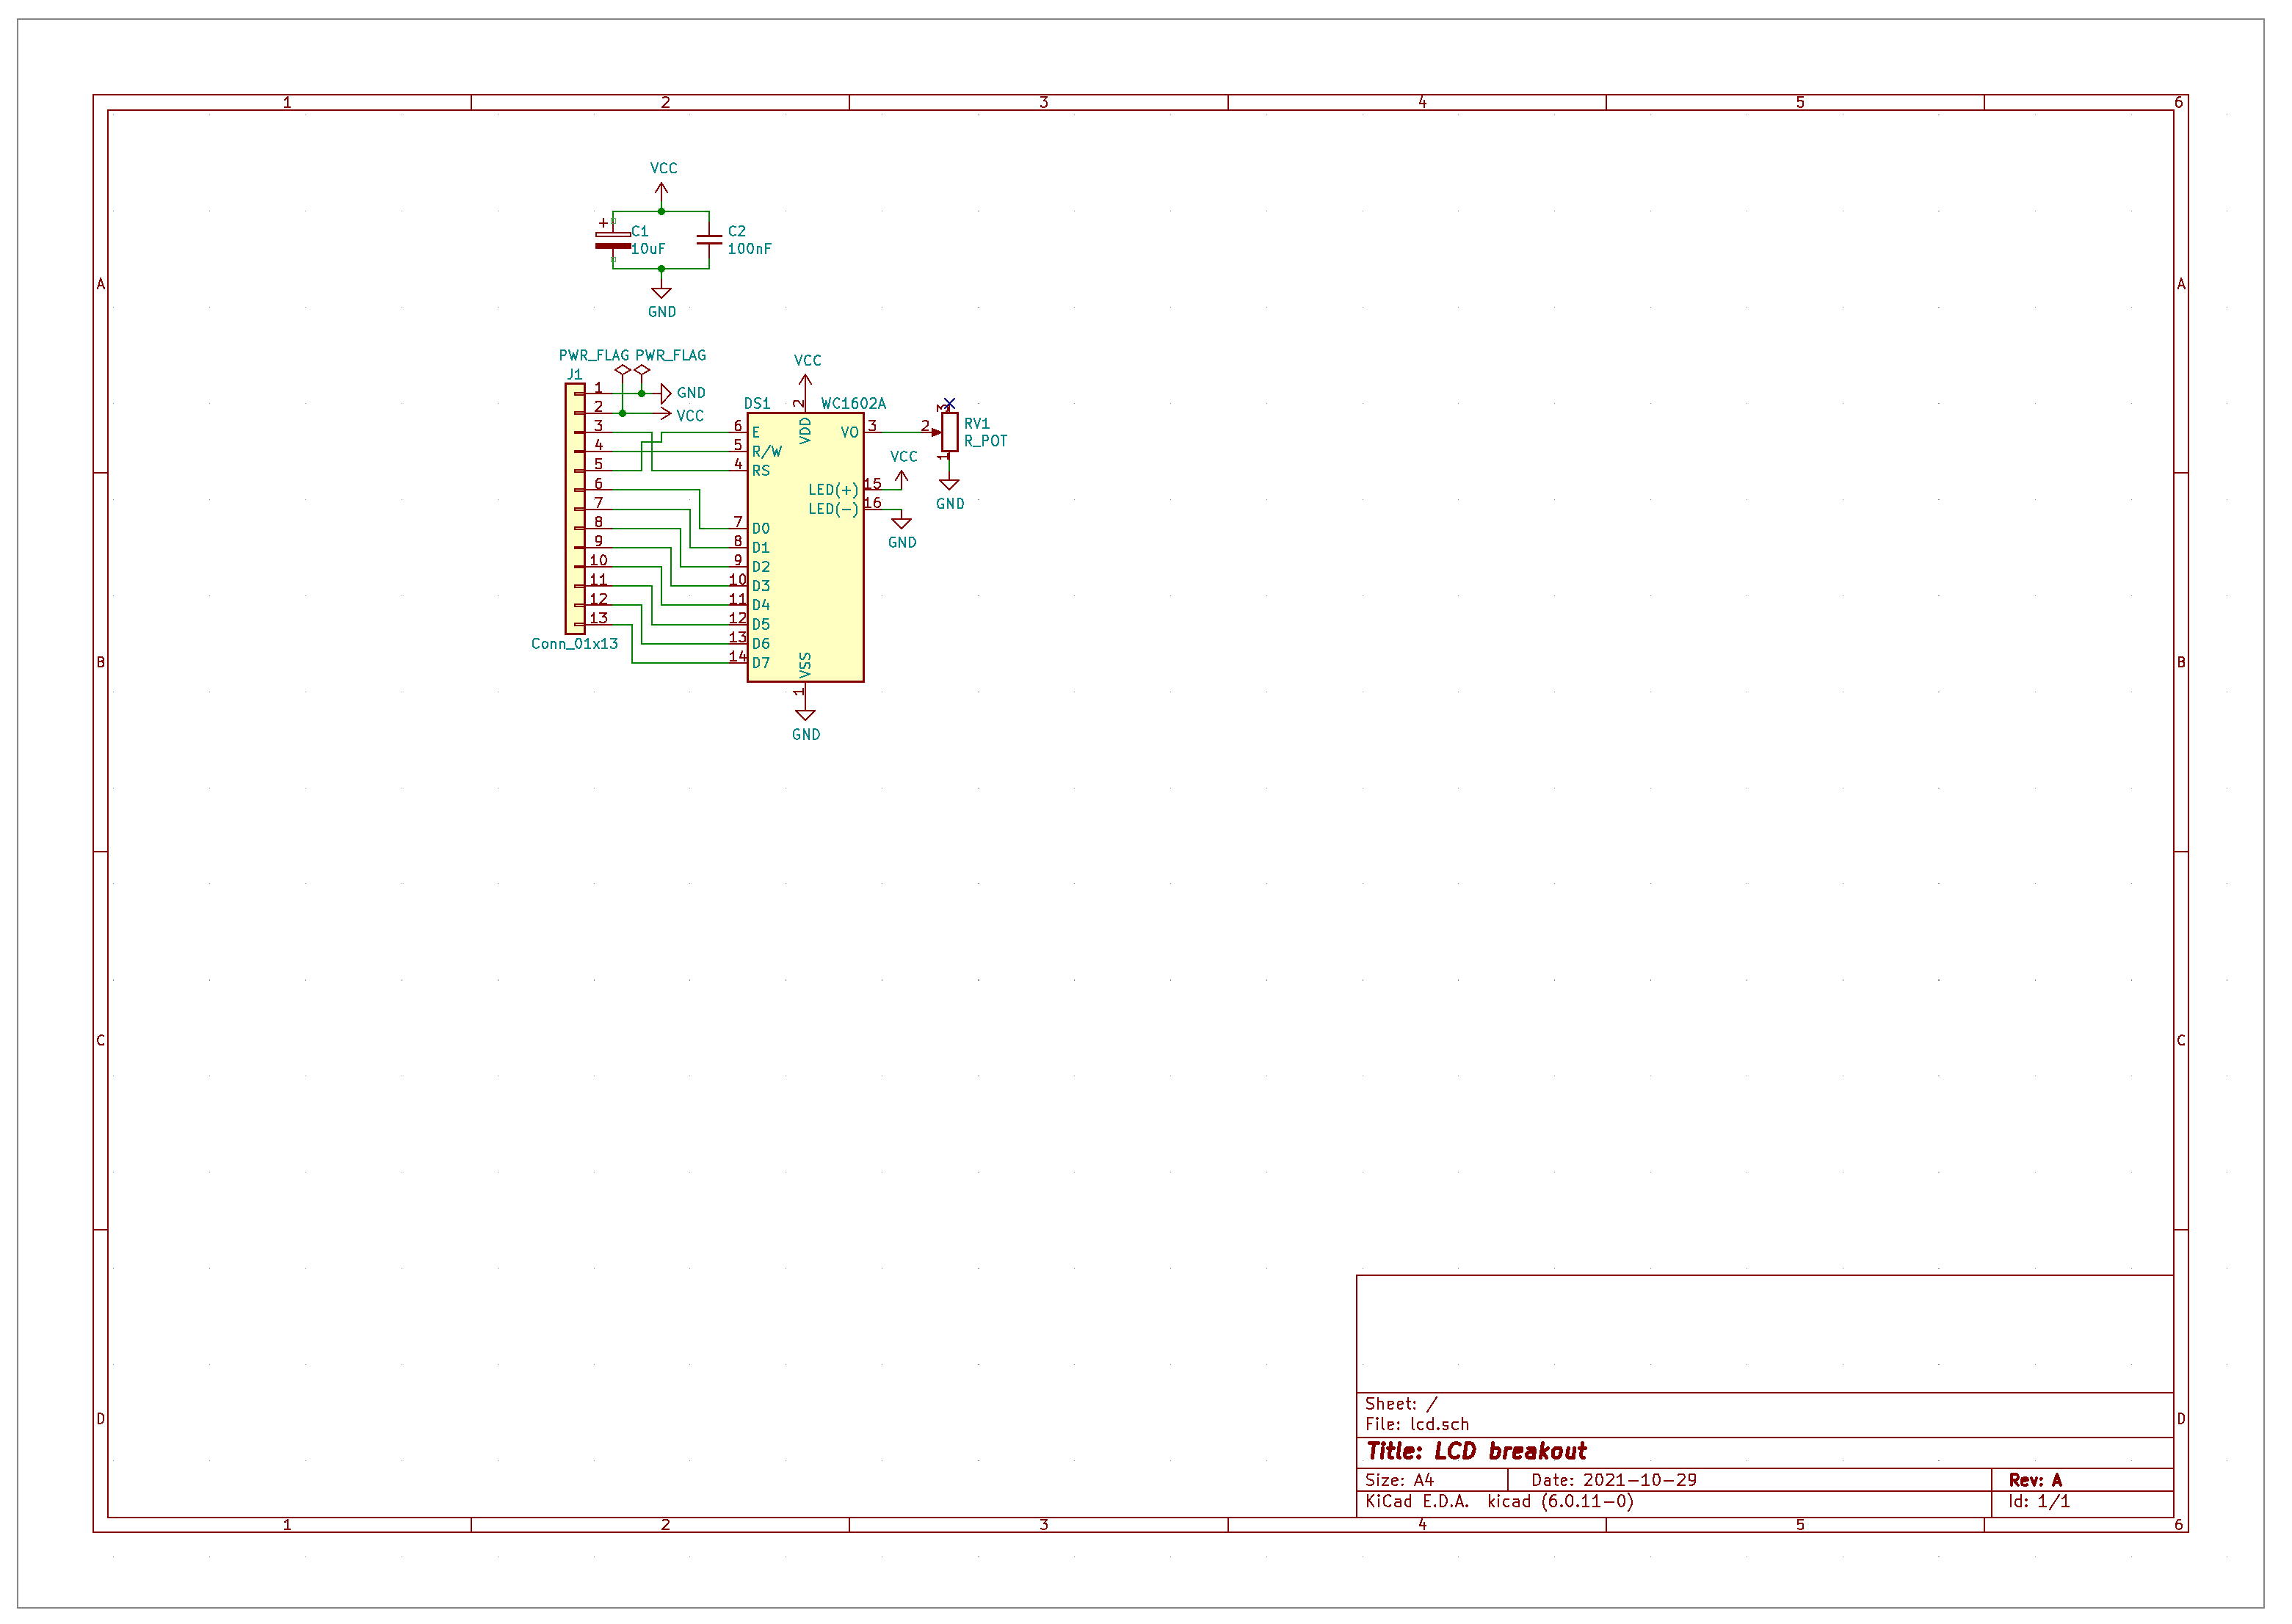 1 2 3 4 5 6
VCC
+
C1
10uF
C2
100nF
A A
GND
PWR_FLAG PWR_FLAG
J1
VCC
1 GND
2 VCC
3
4
5
6
7
8
9
10
11
12
13
Conn_01x13
DS1 WC1602A
2
VDD
6 E
5 R/W
4 RS
7 D0
8 D1
9 D2
10 D3
11 D4
12 D5
13 D6
14 D7
VSS
1
GND
VO 3
LED(+) 15
LED(-) 16
VCC
GND
3
2
1
RV1
R_POT
GND
B B
C C
D D
Sheet: /
File: lcd.sch
Title: LCD breakout
Size: A4 Date: 2021-10-29 Rev: A
KiCad E.D.A. kicad (6.0.11-0) Id: 1/1
1 2 3 4 5 6